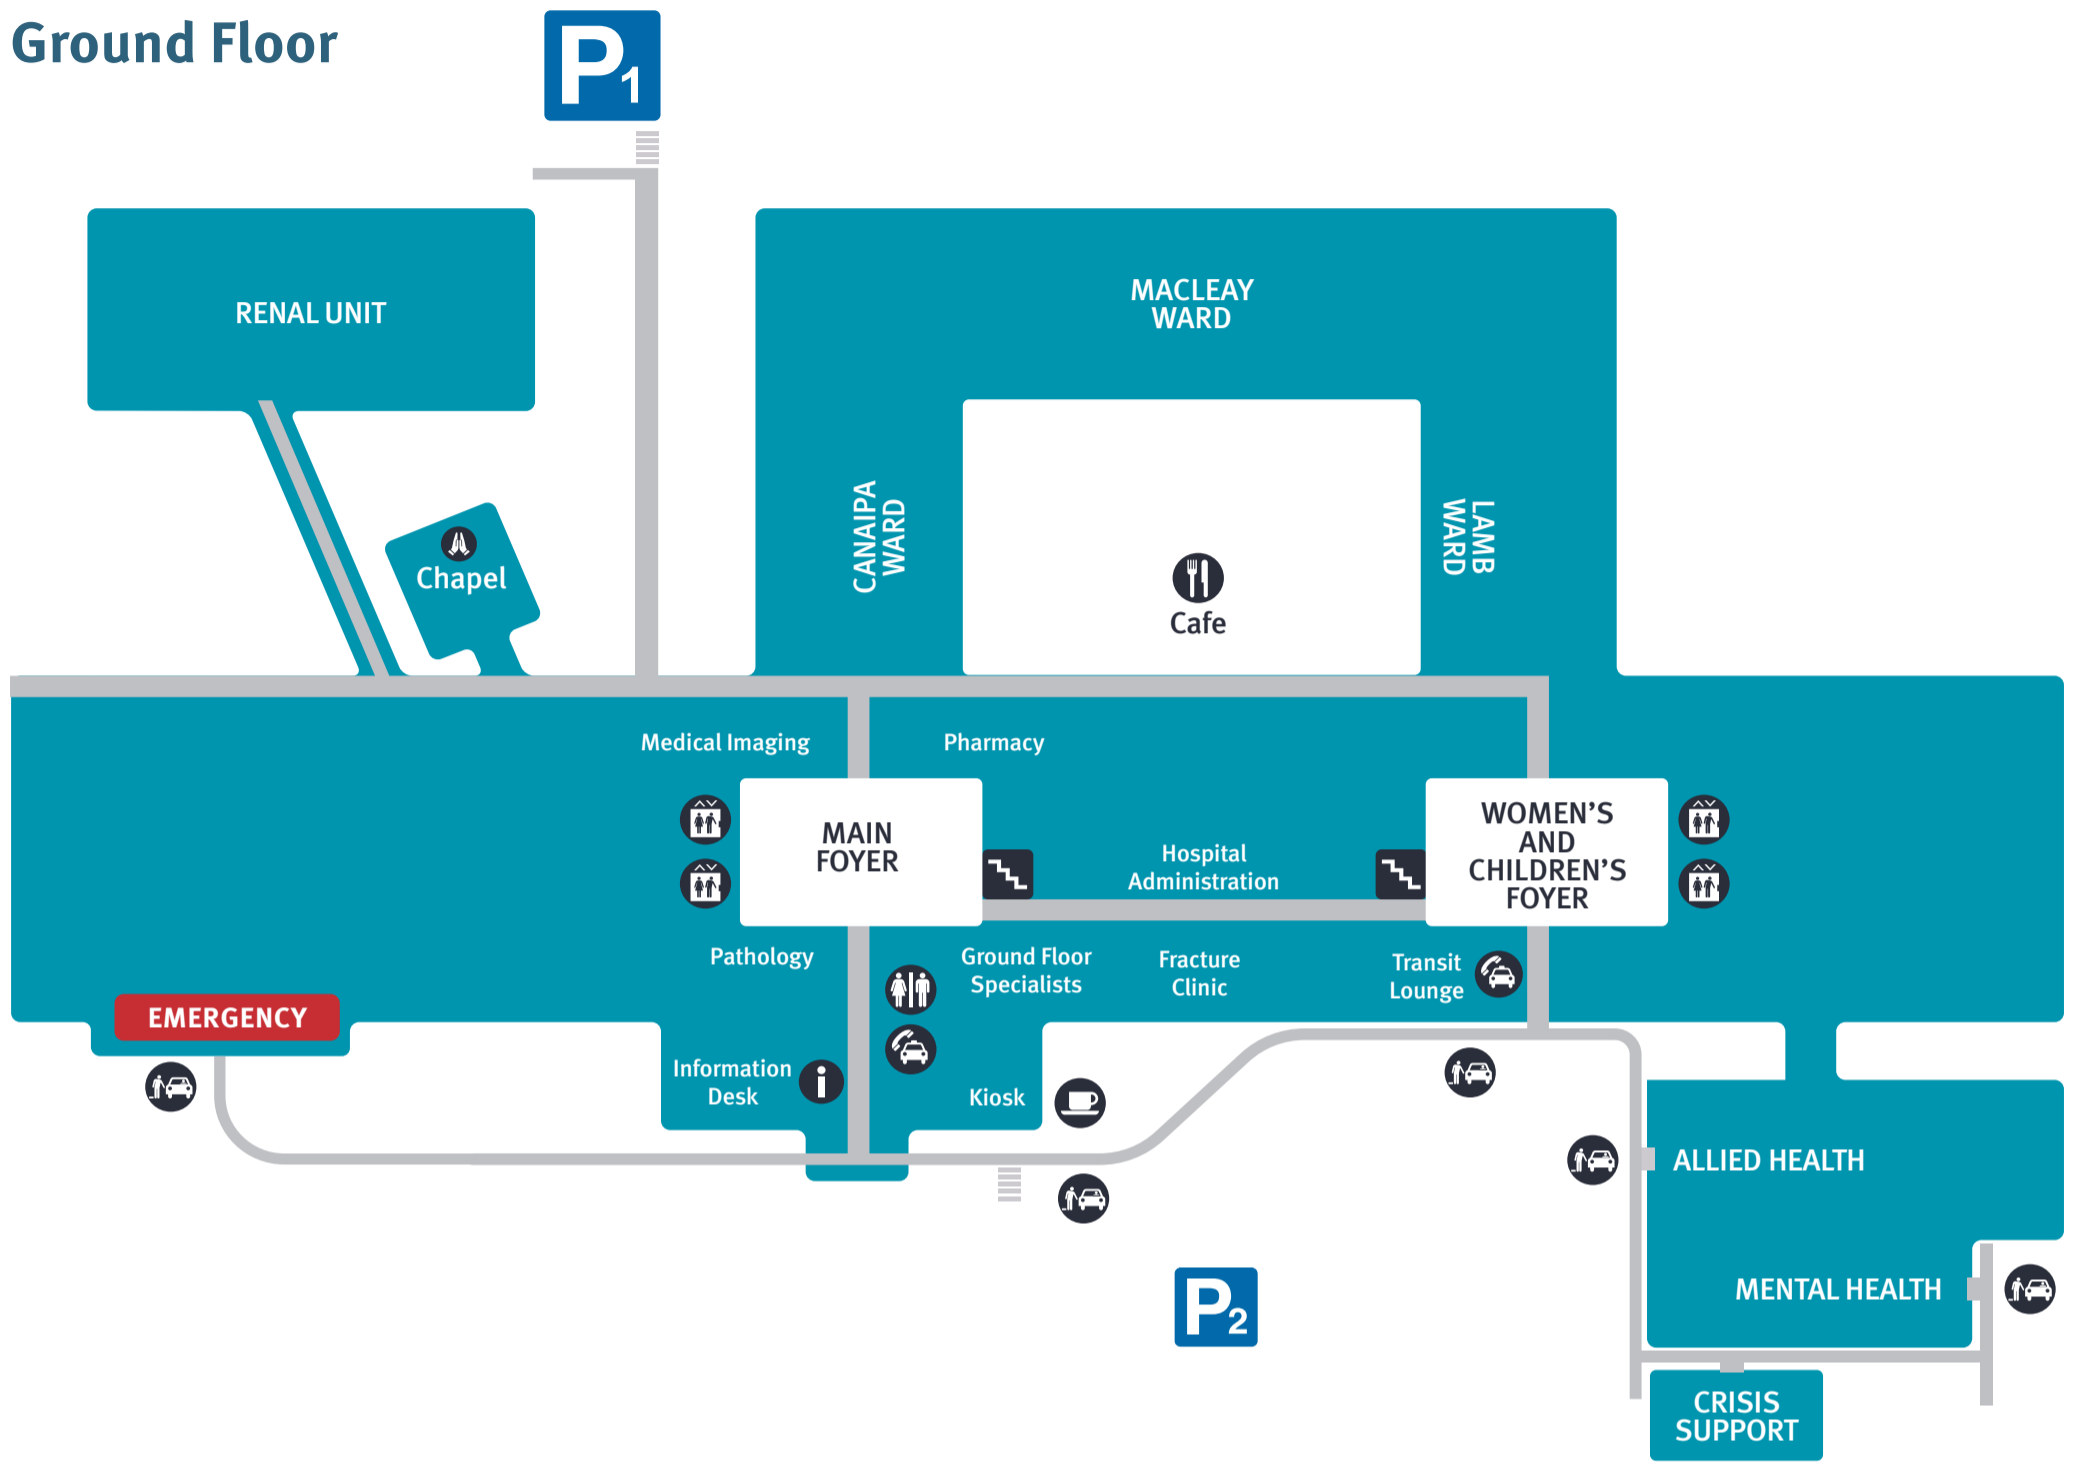 Ground Floor
P1
RENAL UNIT
MACLEAY
WARD
CANAIPA
WARD
LAMB
WARD
Chapel
Cafe
Medical Imaging
Pharmacy
MAIN
FOYER
WOMEN'S
AND
CHILDREN'S
FOYER
Hospital
Administration
Pathology
Ground Floor
Specialists
Fracture
Clinic
Transit
Lounge
EMERGENCY
Information
Desk
i
Kiosk
ALLIED HEALTH
P2
MENTAL HEALTH
CRISIS
SUPPORT